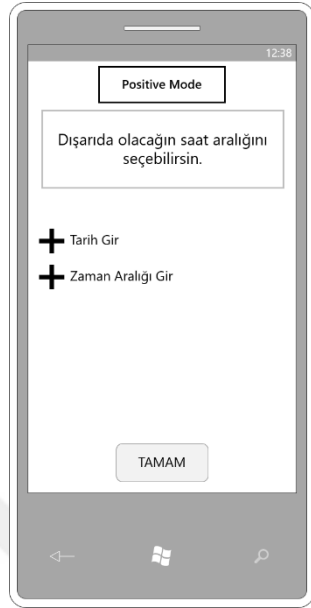 12:38
Positive Mode
Dışarıda olacağın saat aralığını
seçebilirsin.
Tarih Gir
Zaman Aralığı Gir
TAMAM